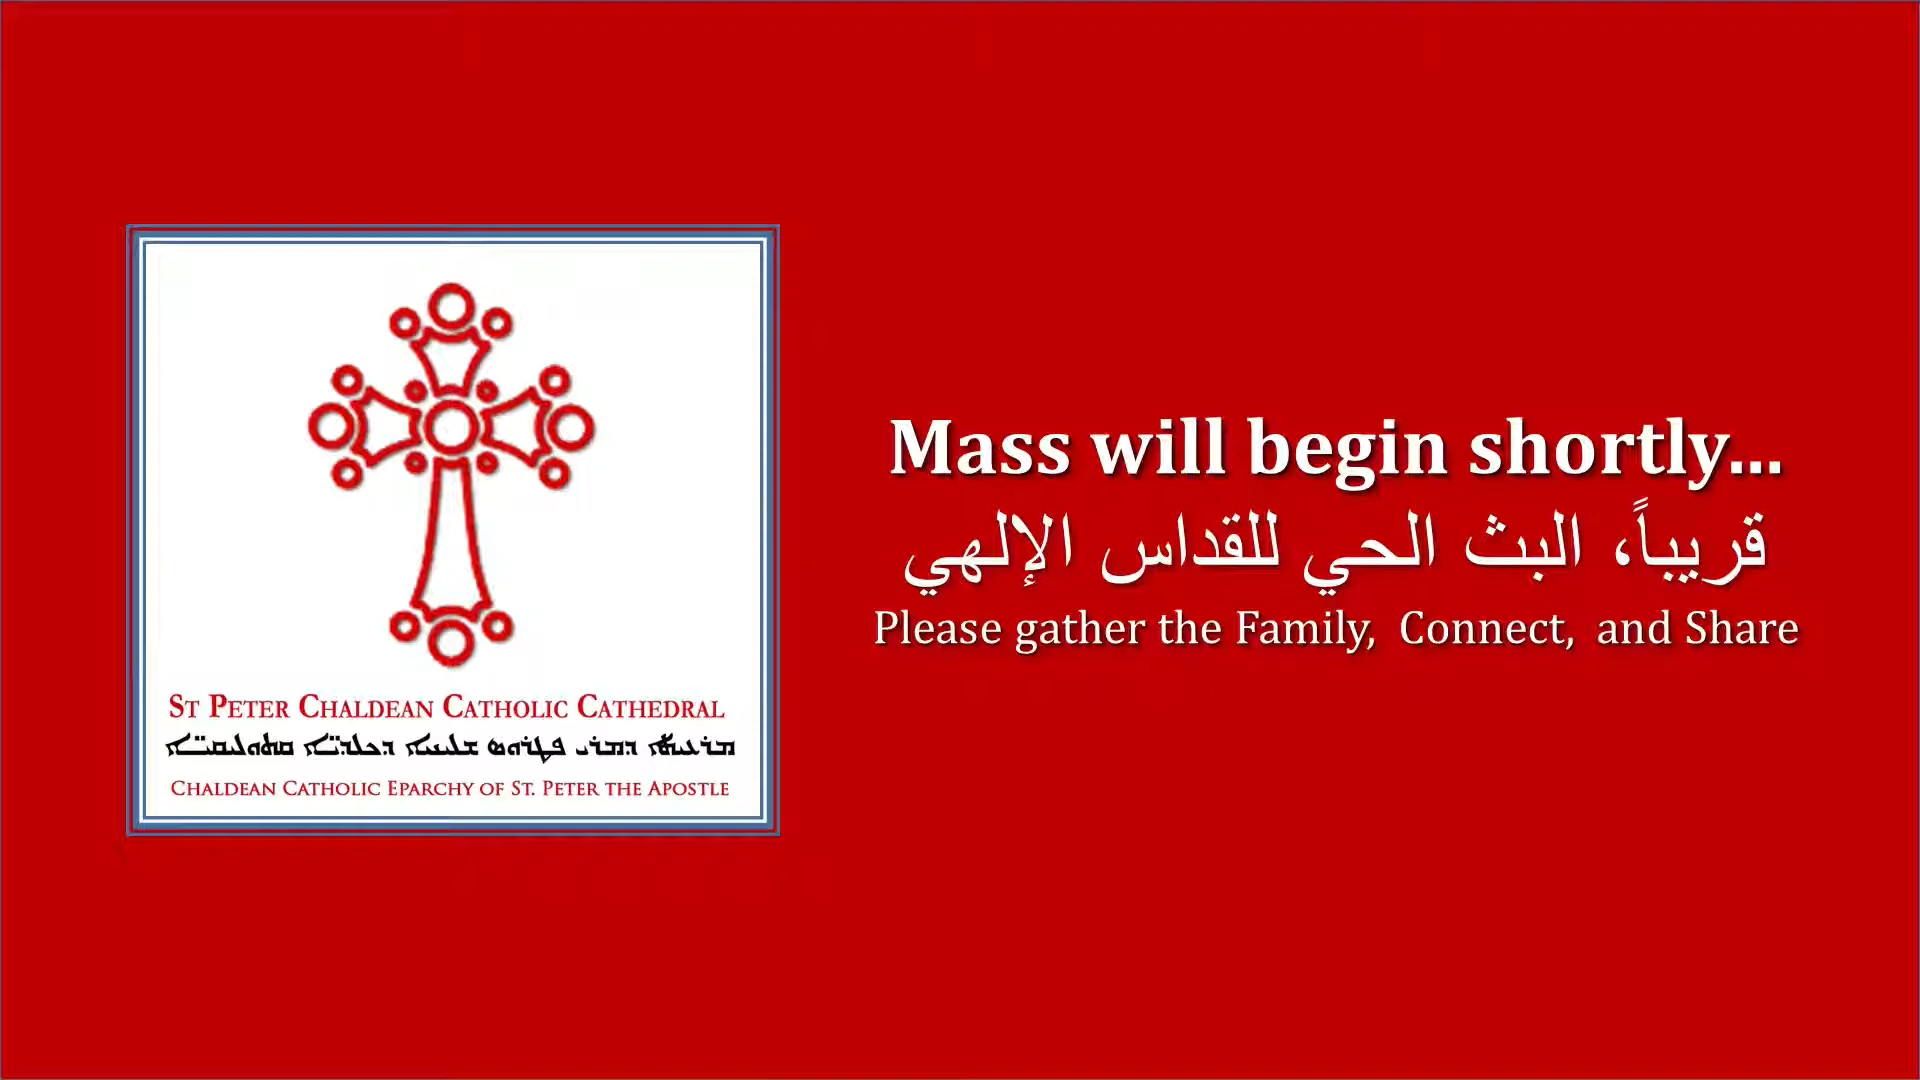 St Peter Chaldean Catholic Cathedral
Chaldean Catholic Eparchy of St. Peter the Apostle
Mass will begin shortly...
قريباً، البث الحي للقداس الإلهي
Please gather the Family, Connect, and Share